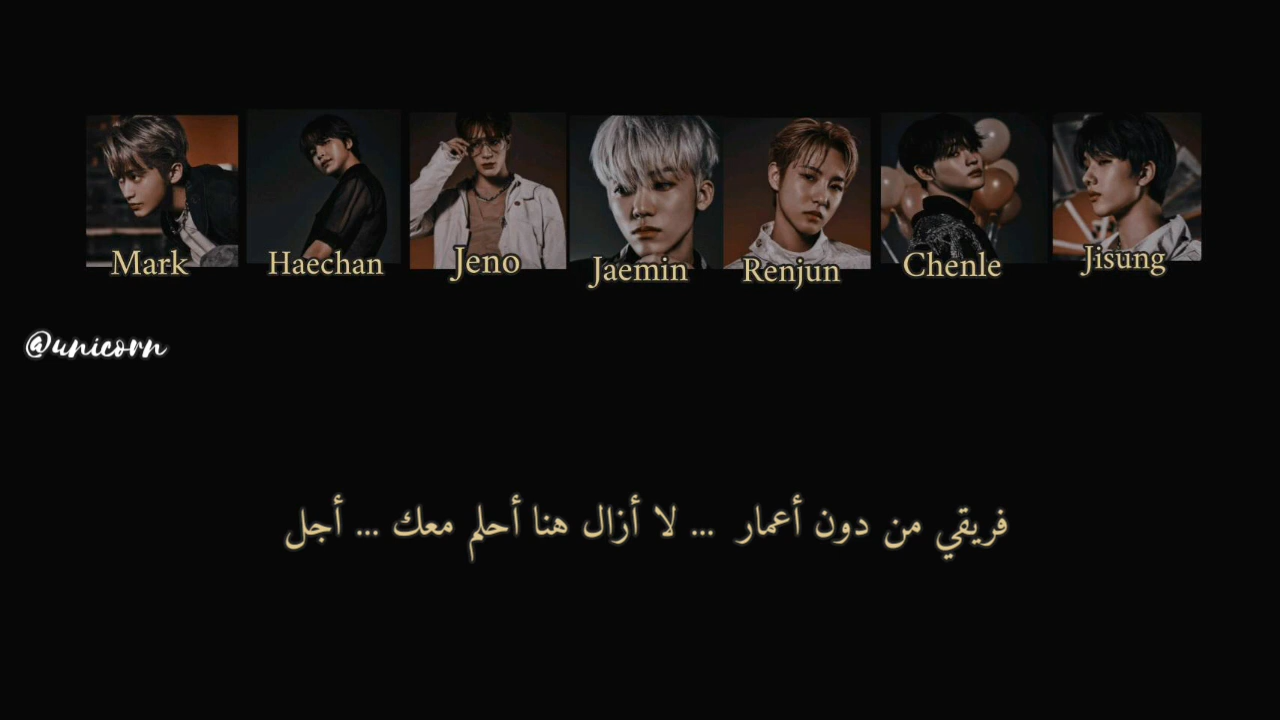 Mark
Haechan
Jeno
Jaemin
Renjun
Chenle
Jisung
@unicorn
فريقي من دون أعمار ... لا أزال هنا أحلم معك ... أجل